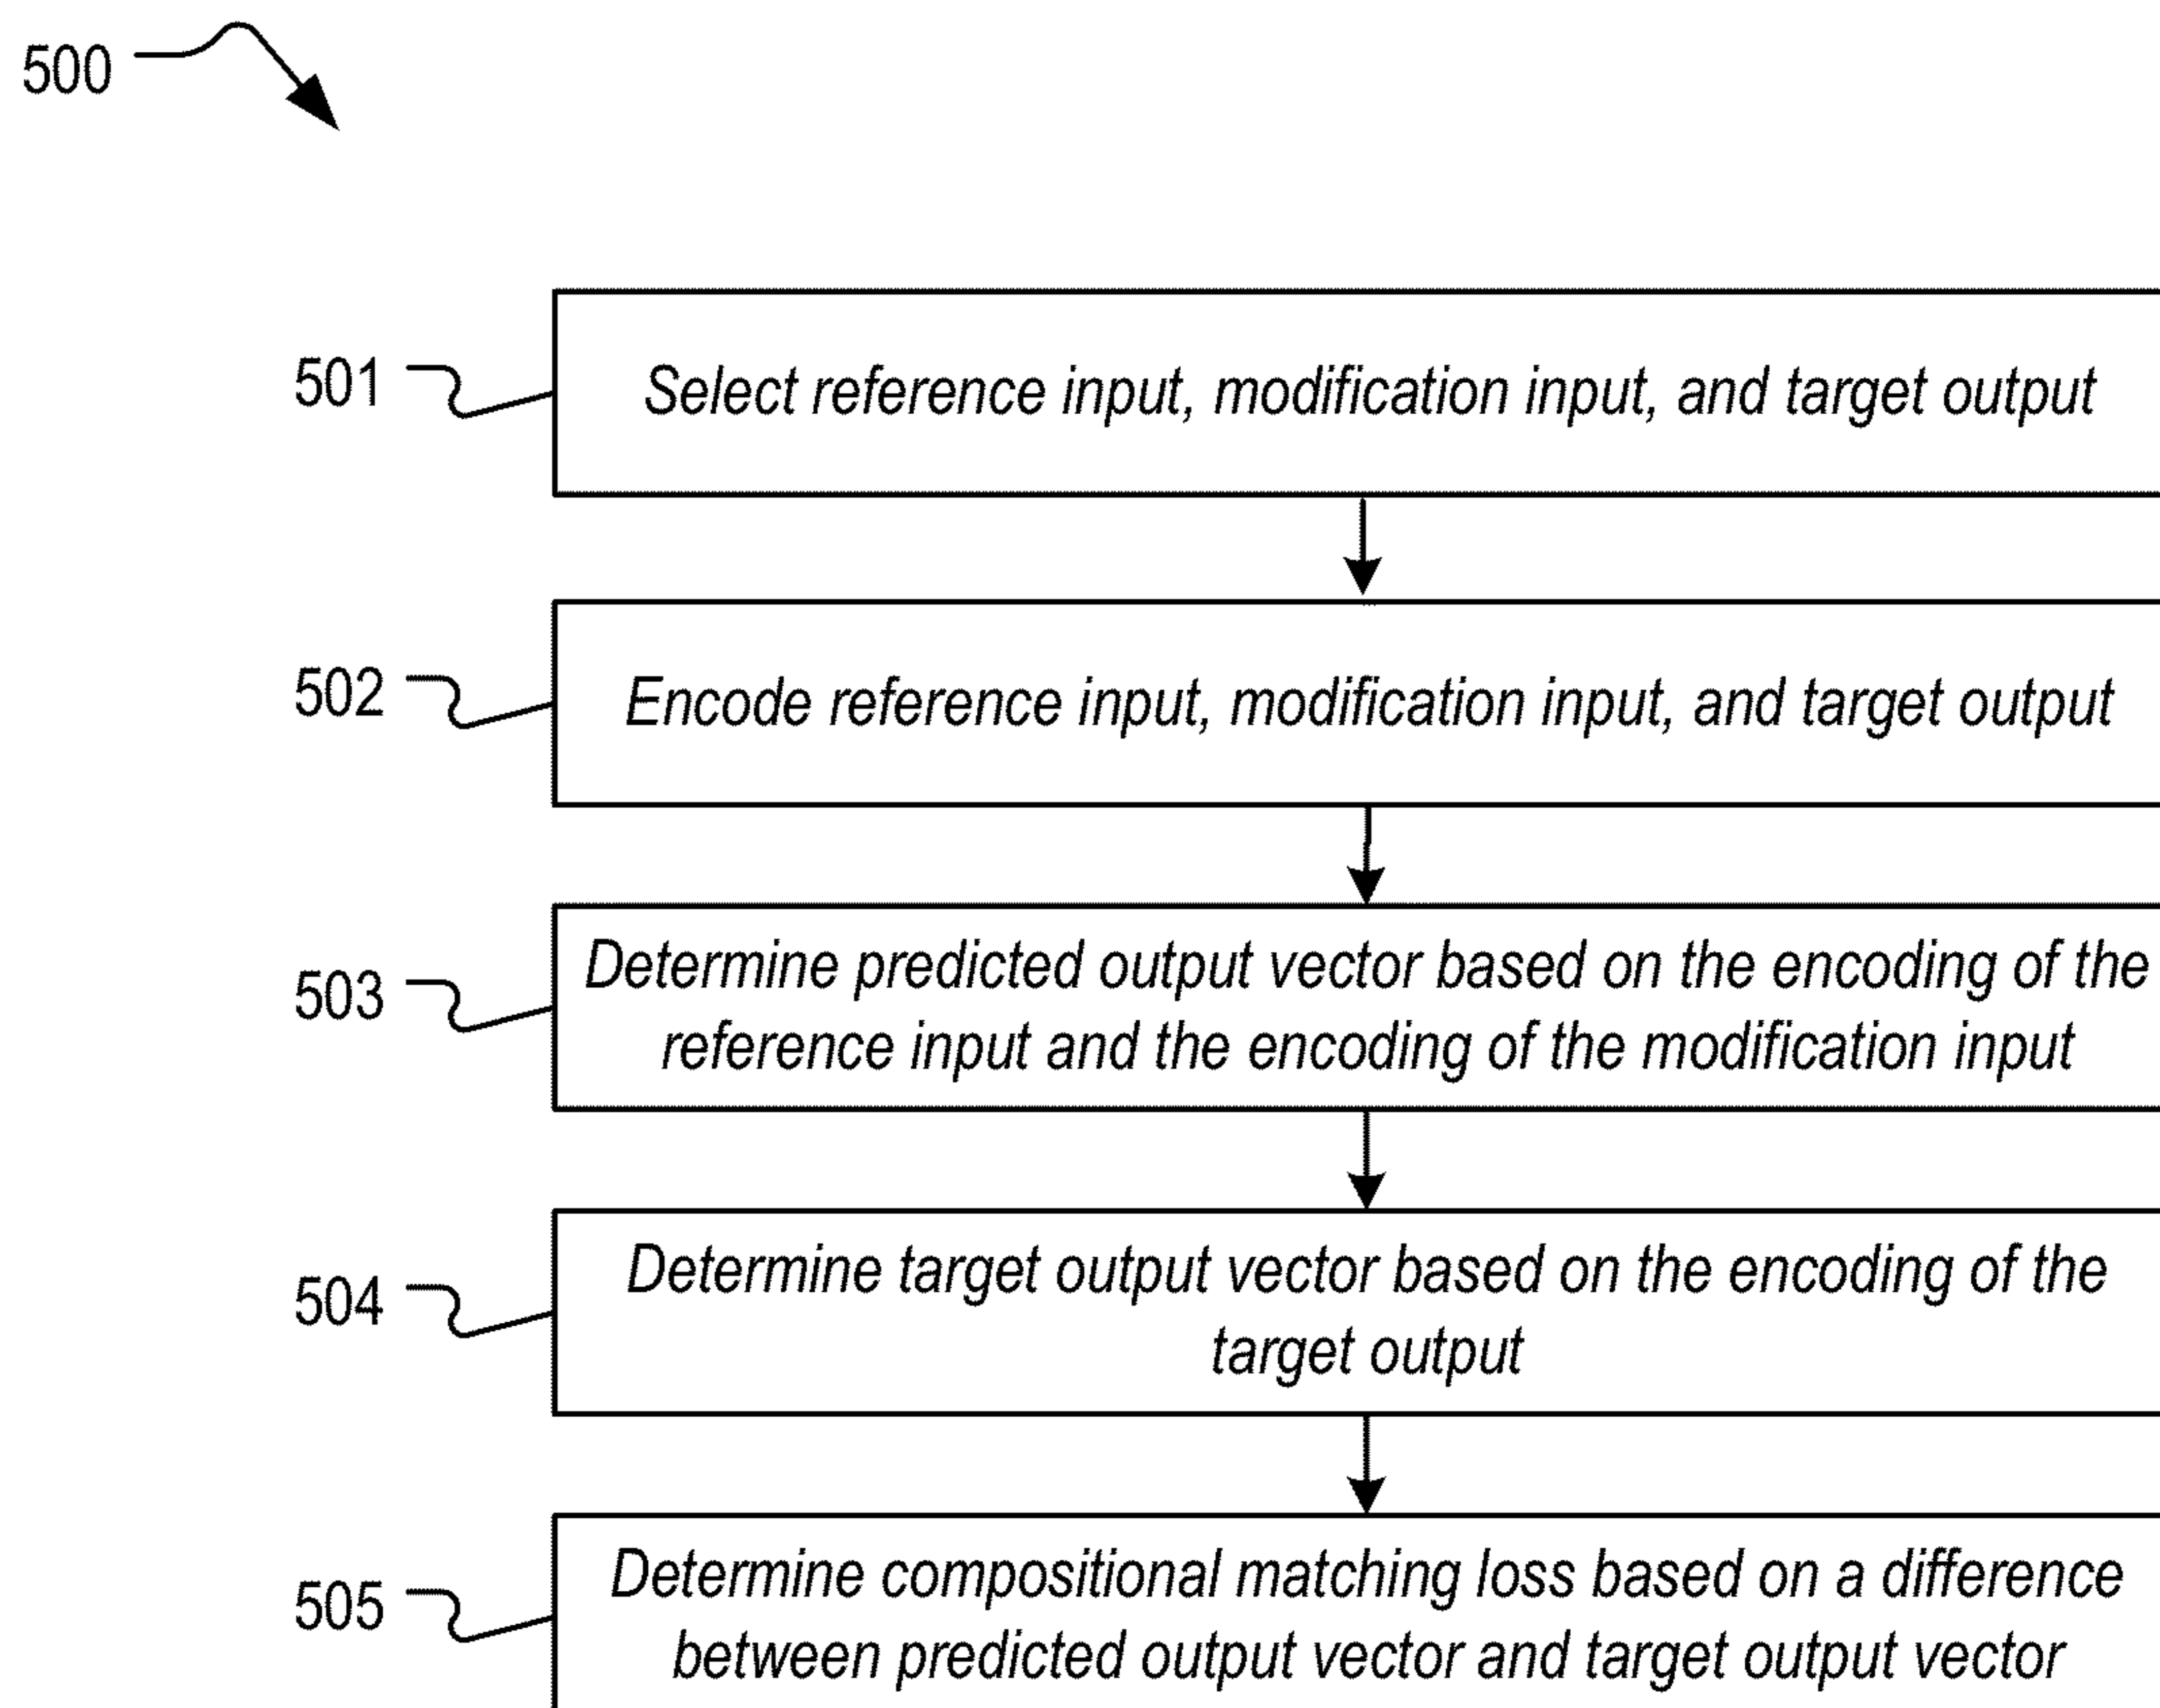 500
501
Select reference input, modification input, and target output
502
Encode reference input, modification input, and target output
503
Determine predicted output vector based on the encoding of the
reference input and the encoding of the modification input
504
Determine target output vector based on the encoding of the
target output
505
Determine compositional matching loss based on a difference
between predicted output vector and target output vector